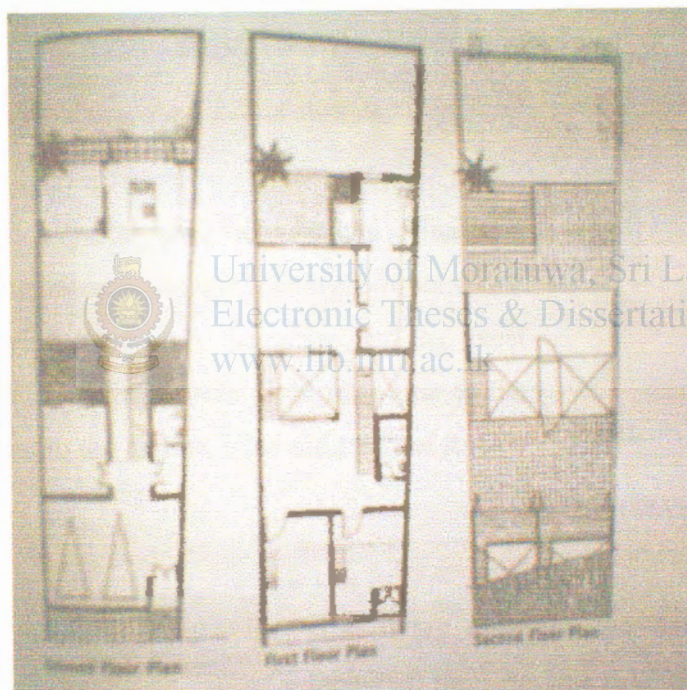 University of Moratuwa, Sri L
Electronic Theses & Dissertati
www.lib.mrt.ac.lk
Ground Floor Plan
First Floor Plan
Second Floor Plan